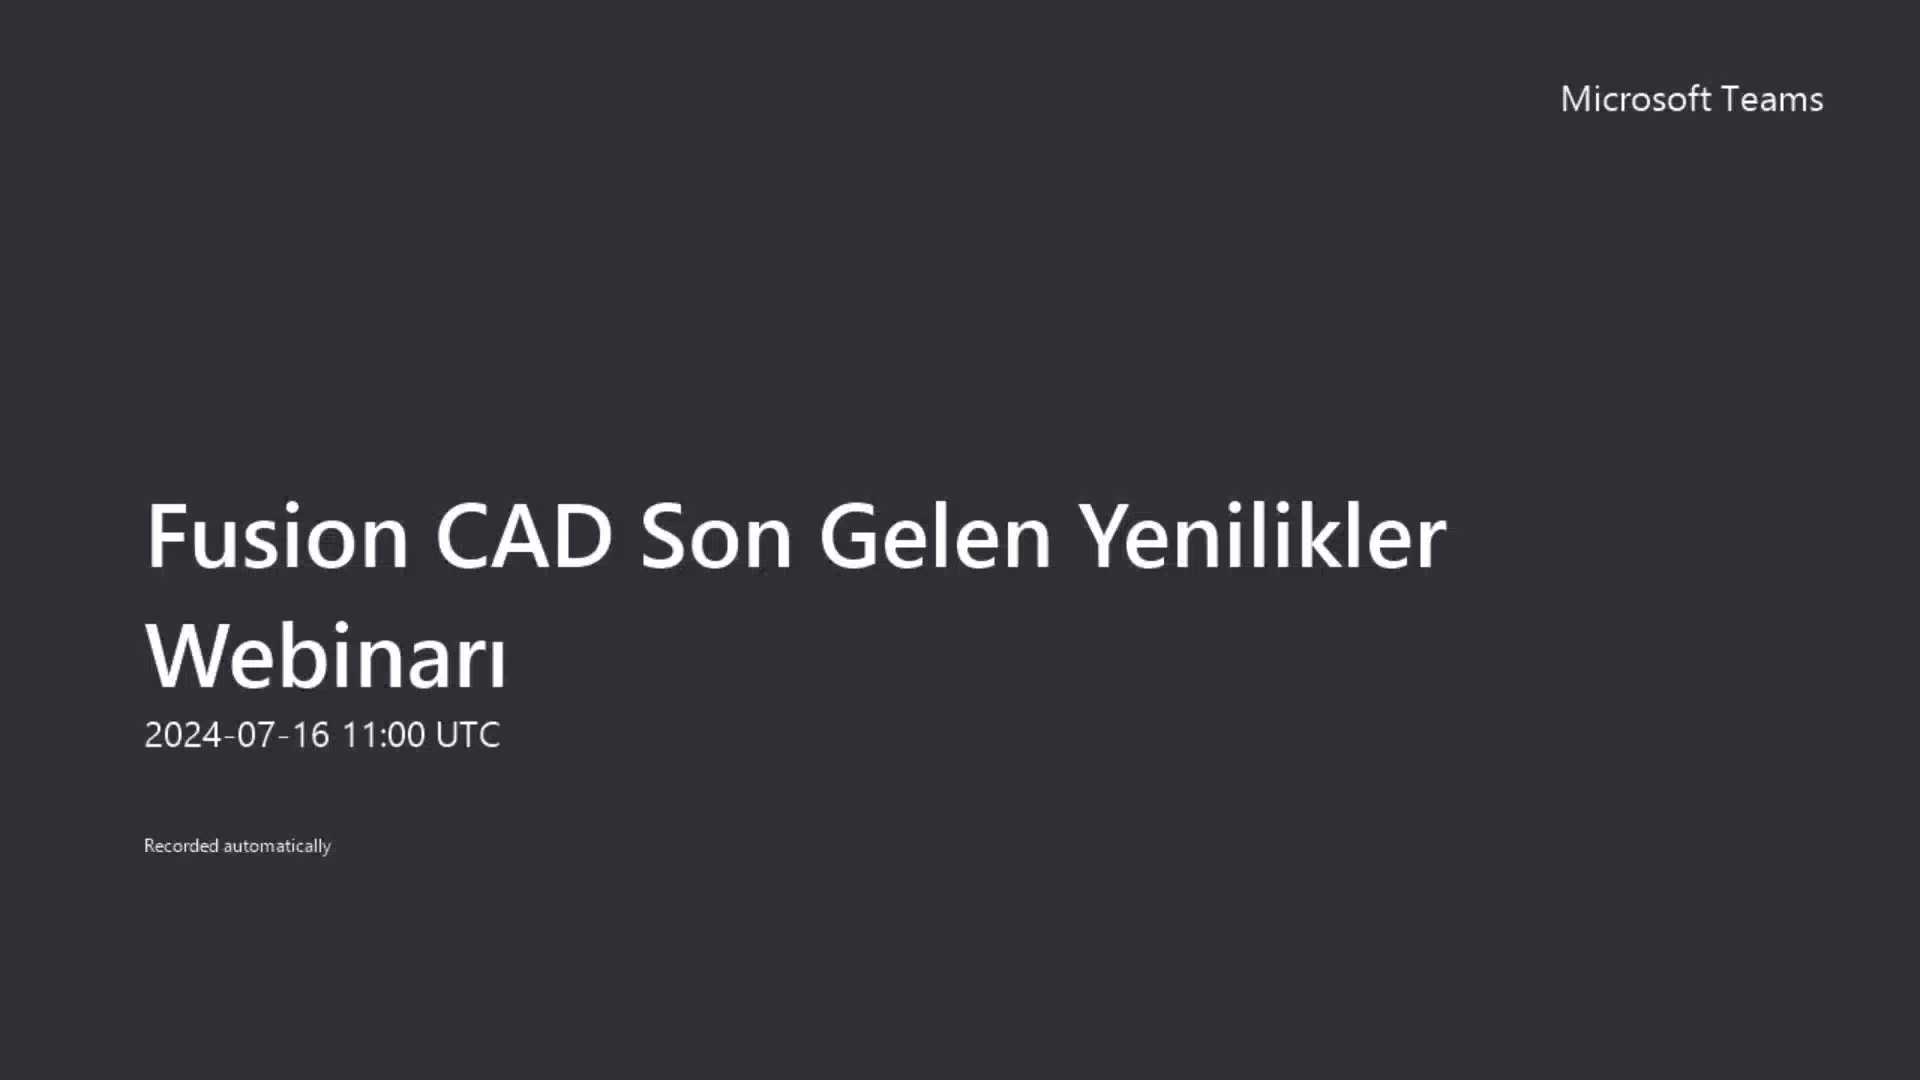 Microsoft Teams
Fusion CAD Son Gelen Yenilikler
Webinarı
2024-07-16 11:00 UTC
Recorded automatically